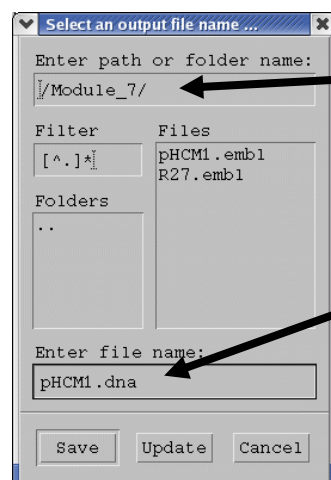 Select an output file name ...
Enter path or folder name:
/Module_7/
Filter Files
[^.]*
pHCM1.embl
R27.embl
Folders
..
Enter file name:
pHCM1.dna
Save Update Cancel